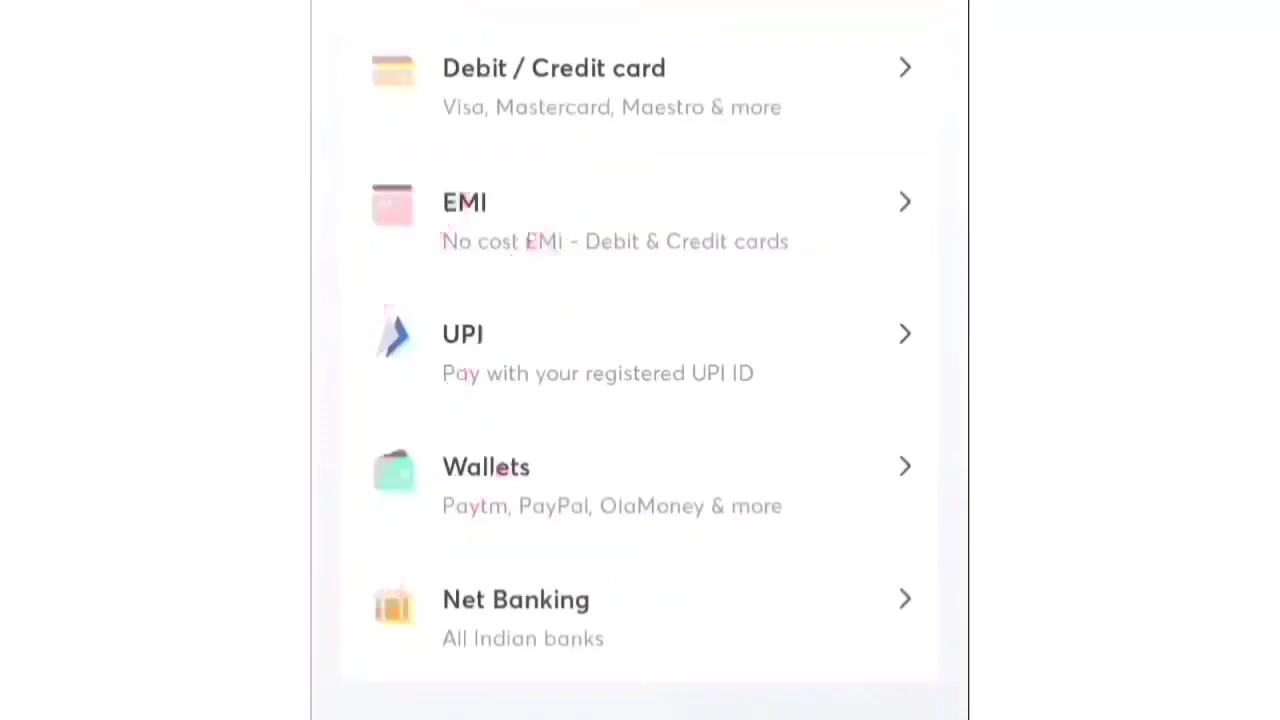 Debit / Credit card
Visa, Mastercard, Maestro & more
EMI
No cost EMi - Debit & Credit cards
UPI
Pay with your registered UPI ID
Wallets
Paytm, PayPal, OlaMoney & more
Net Banking
All Indian banks